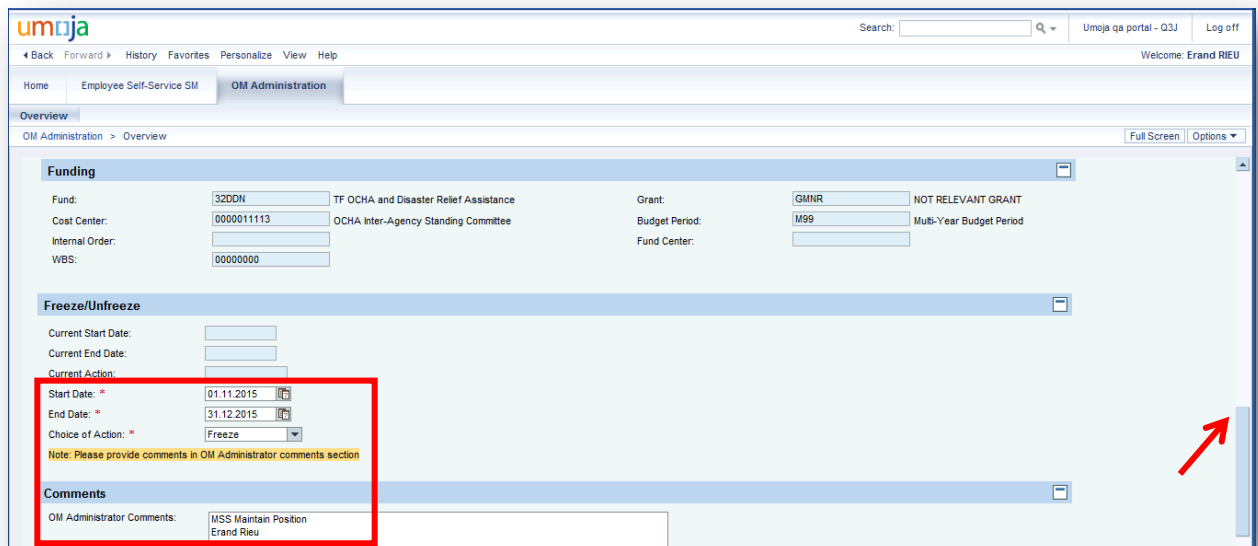 umoja Search: Umoja qa portal - Q3J Log off
Back Forward History Favorites Personalize View Help Welcome: Erand RIEU
Home Employee Self-Service SM OM Administration
Overview
OM Administration > Overview Full Screen Options
Funding
Fund: 32DDN TF OCHA and Disaster Relief Assistance Grant: GMNR NOT RELEVANT GRANT
Cost Center: 0000011113 OCHA Inter-Agency Standing Committee Budget Period: M99 Multi-Year Budget Period
Internal Order: Fund Center:
WBS: 00000000
Freeze/Unfreeze
Current Start Date:
Current End Date:
Current Action:
Start Date: * 01.11.2015
End Date: * 31.12.2015
Choice of Action: * Freeze
Note: Please provide comments in OM Administrator comments section
Comments
OM Administrator Comments: MSS Maintain Position
Erand Rieu